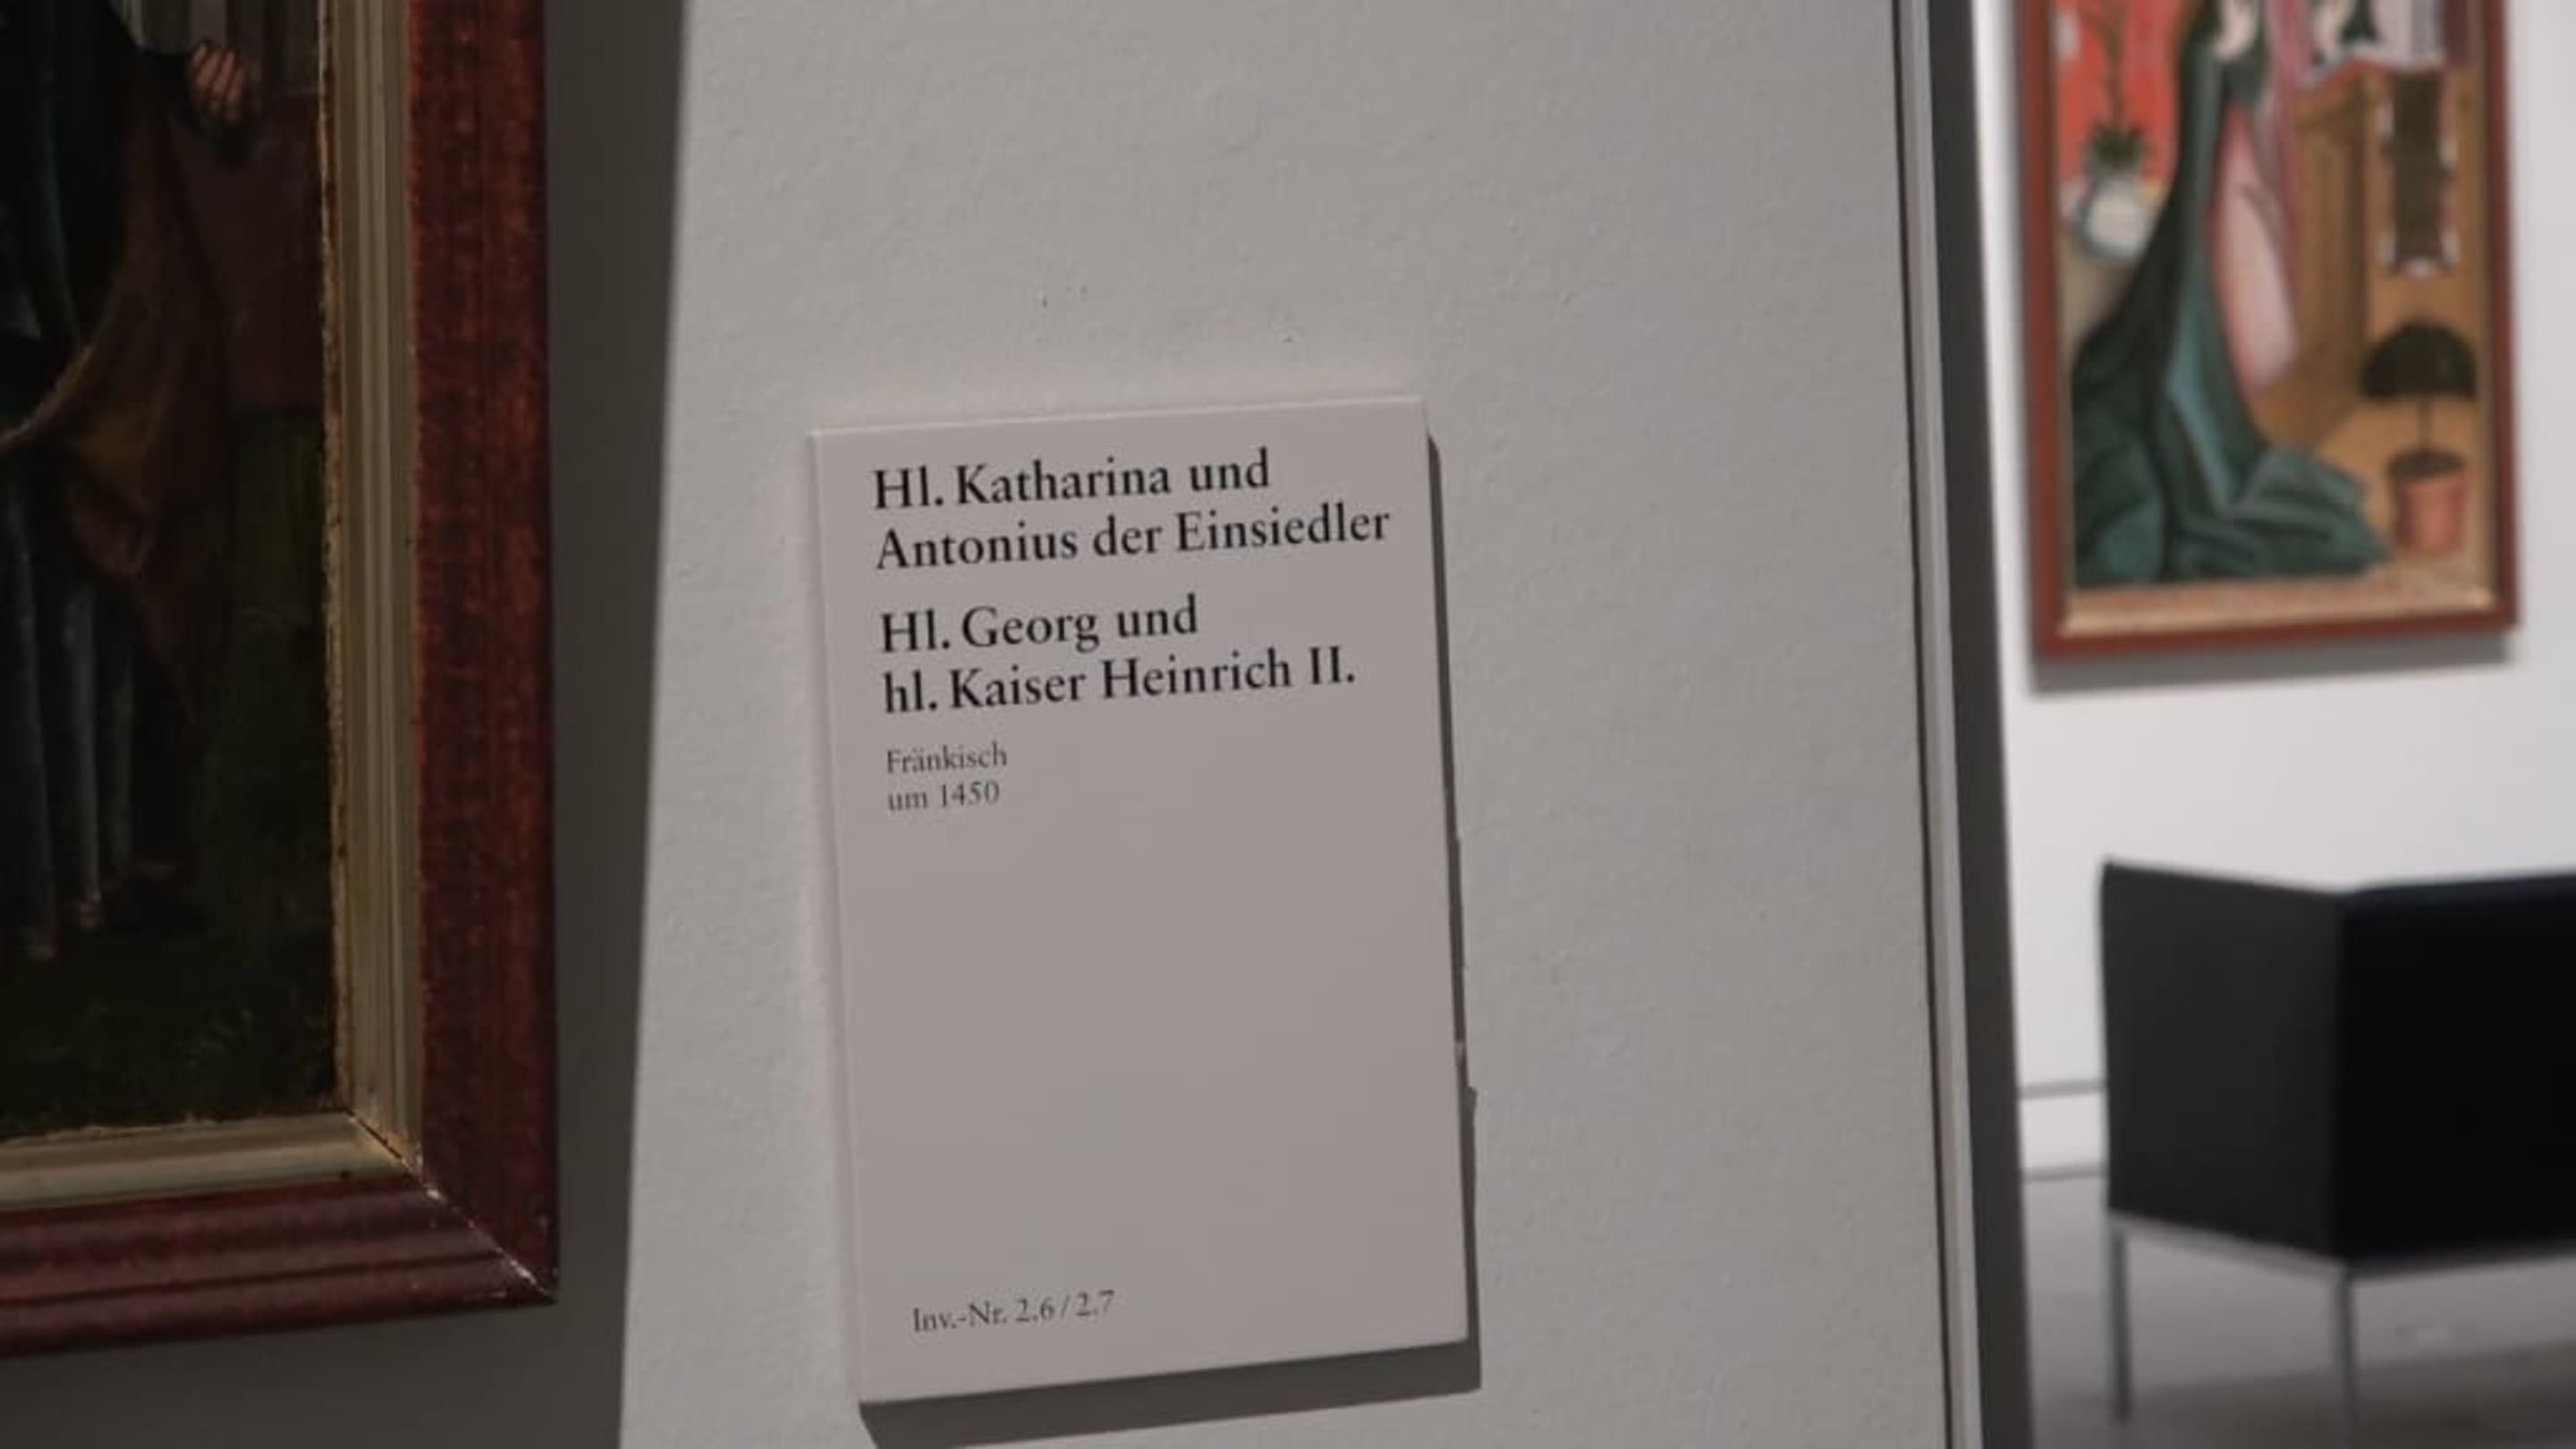 Hl. Katharina und
Antonius der Einsiedler
Hl. Georg und
hl. Kaiser Heinrich II.
Fränkisch
um 1450
Inv.-Nr. 2.6 / 2.7